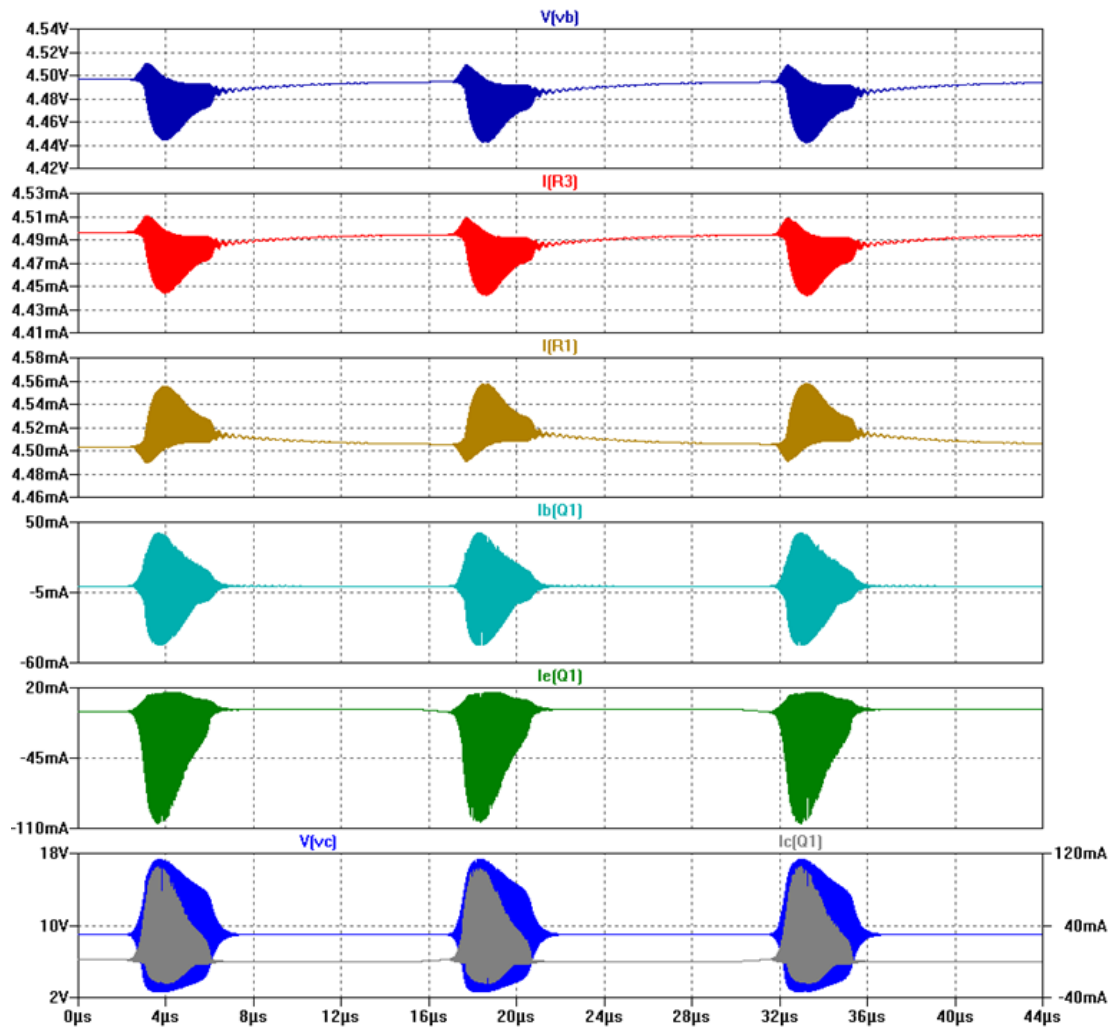 V(vb)
4.54V
4.52V
4.50V
4.48V
4.46V
4.44V
4.42V
I(R3)
4.53mA
4.51mA
4.49mA
4.47mA
4.45mA
4.43mA
4.41mA
I(R1)
4.58mA
4.56mA
4.54mA
4.52mA
4.50mA
4.48mA
4.46mA
Ib(Q1)
50mA
-5mA
-60mA
Ie(Q1)
20mA
-45mA
-110mA
V(vc) Ic(Q1)
18V 120mA
10V 40mA
2V -40mA
0µs 4µs 8µs 12µs 16µs 20µs 24µs 28µs 32µs 36µs 40µs 44µs